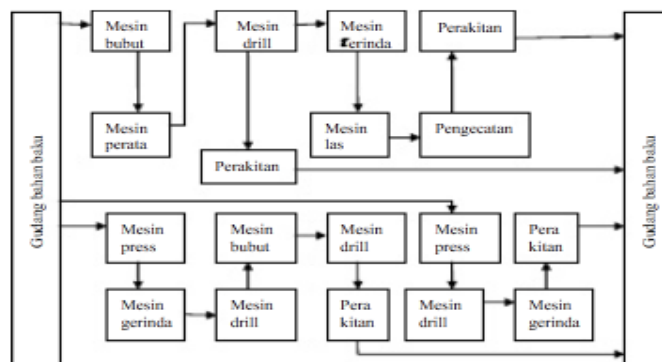 Gudang bahan baku
Mesin
bubut
Mesin
drill
Mesin
gerinda
Perakitan
Mesin
perata
Mesin
las
Pengecatan
Perakitan
Mesin
press
Mesin
bubut
Mesin
drill
Mesin
press
Pera
kitan
Mesin
gerinda
Mesin
drill
Pera
kitan
Mesin
drill
Mesin
gerinda
Gudang bahan baku